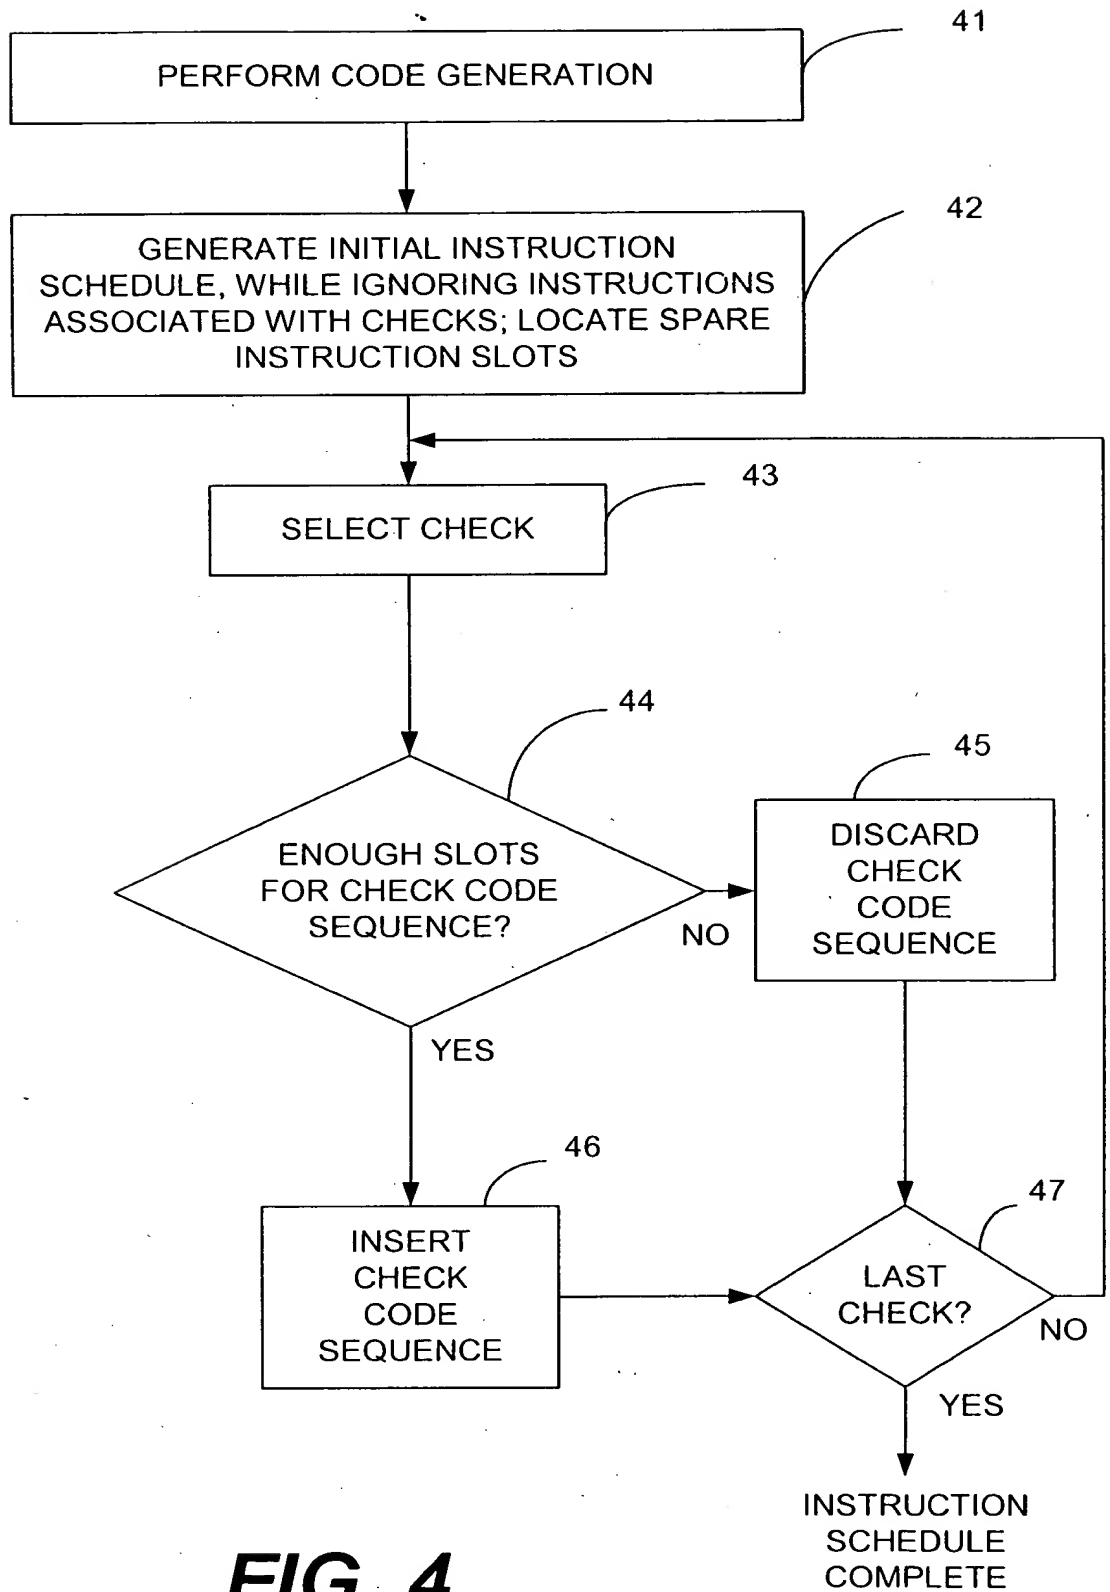 41
PERFORM CODE GENERATION
42
GENERATE INITIAL INSTRUCTION
SCHEDULE, WHILE IGNORING INSTRUCTIONS
ASSOCIATED WITH CHECKS; LOCATE SPARE
INSTRUCTION SLOTS
43
SELECT CHECK
44
ENOUGH SLOTS
FOR CHECK CODE
SEQUENCE?
NO
YES
45
DISCARD
CHECK
CODE
SEQUENCE
46
INSERT
CHECK
CODE
SEQUENCE
47
LAST
CHECK?
NO
YES
INSTRUCTION
SCHEDULE
COMPLETE
FIG. 4